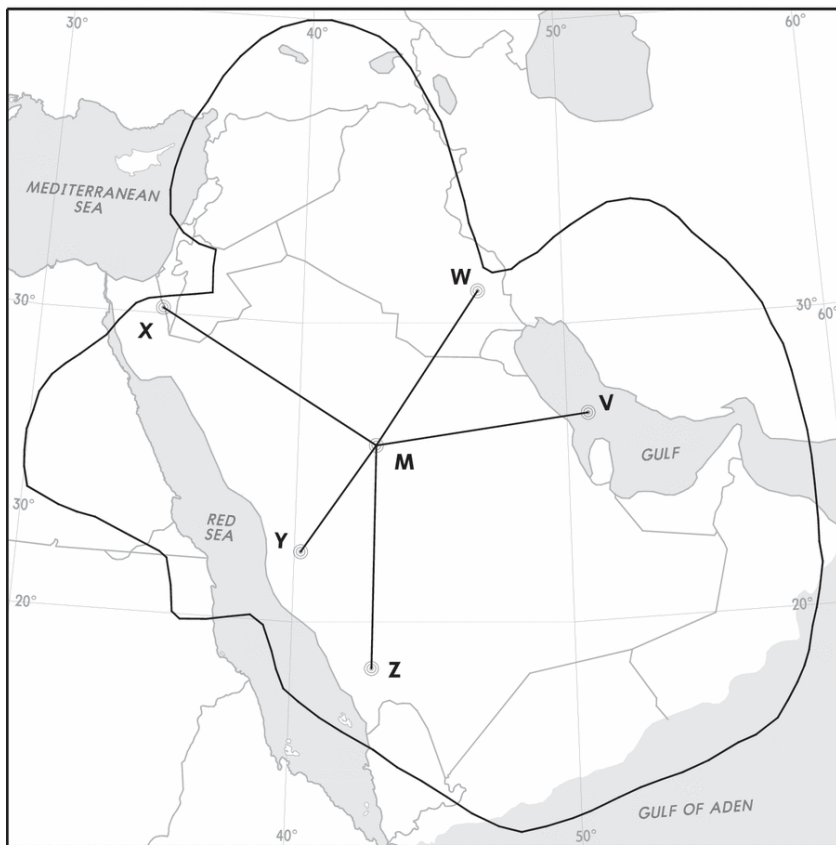 30°
40°
50°
60°
MEDITERRANEAN
SEA
W
30°
30°
60°
X
V
M
GULF
30°
RED
SEA
Y
20°
20°
Z
GULF OF ADEN
40°
50°